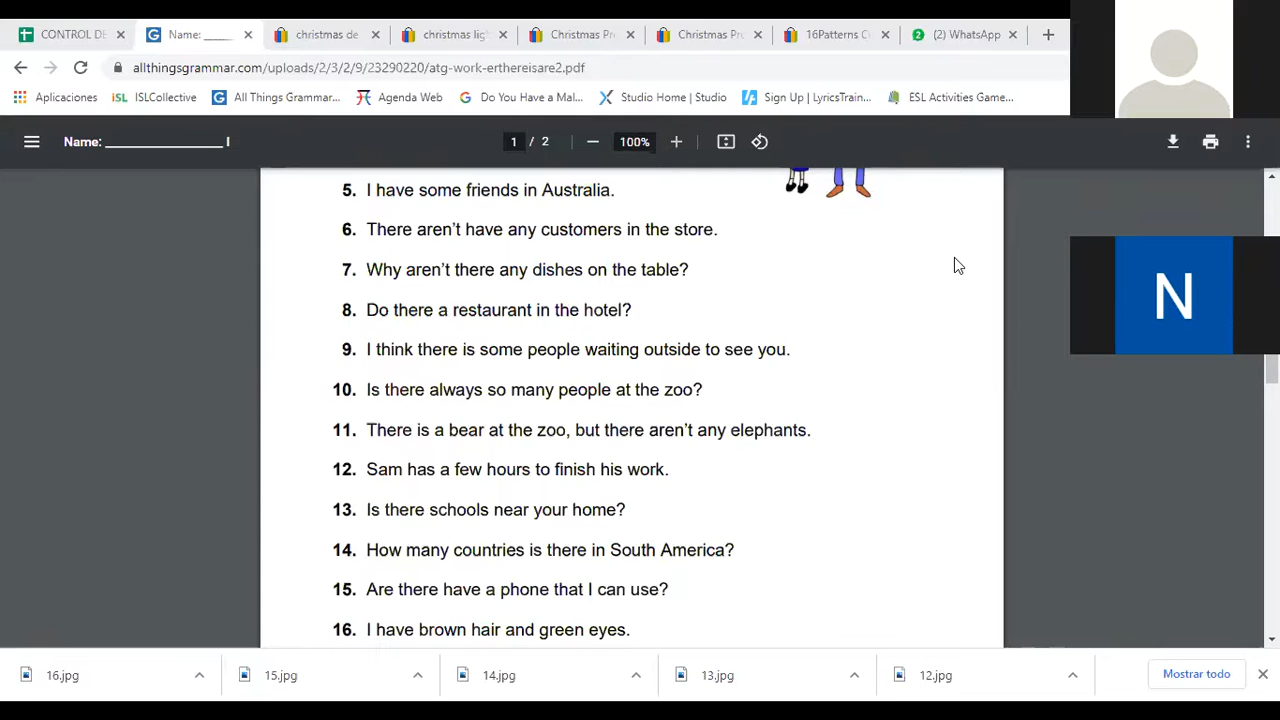 CONTROL DE
Name: _____
christmas de
christmas lig
Christmas Pr
Christmas Pr
16Patterns C
2 (2) WhatsApp
allthingsgrammar.com/uploads/2/3/2/9/23290220/atg-work-erthereisare2.pdf
Aplicaciones
iSL ISLCollective
G All Things Grammar...
Agenda Web
G Do You Have a Mal...
Studio Home | Studio
Sign Up | LyricsTrain...
ESL Activities Game...
Name: ______________ I
1 / 2
100%
5. I have some friends in Australia.
6. There aren’t have any customers in the store.
7. Why aren’t there any dishes on the table?
8. Do there a restaurant in the hotel?
9. I think there is some people waiting outside to see you.
10. Is there always so many people at the zoo?
11. There is a bear at the zoo, but there aren’t any elephants.
12. Sam has a few hours to finish his work.
13. Is there schools near your home?
14. How many countries is there in South America?
15. Are there have a phone that I can use?
16. I have brown hair and green eyes.
N
16.jpg
15.jpg
14.jpg
13.jpg
12.jpg
Mostrar todo